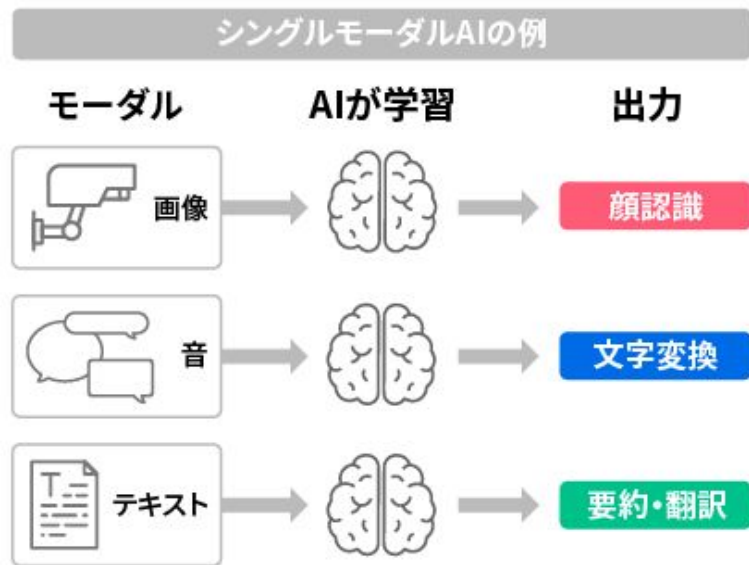 シングルモーダルAIの例
モーダル AIが学習 出力
画像 顔認識
音 文字変換
テキスト 要約・翻訳